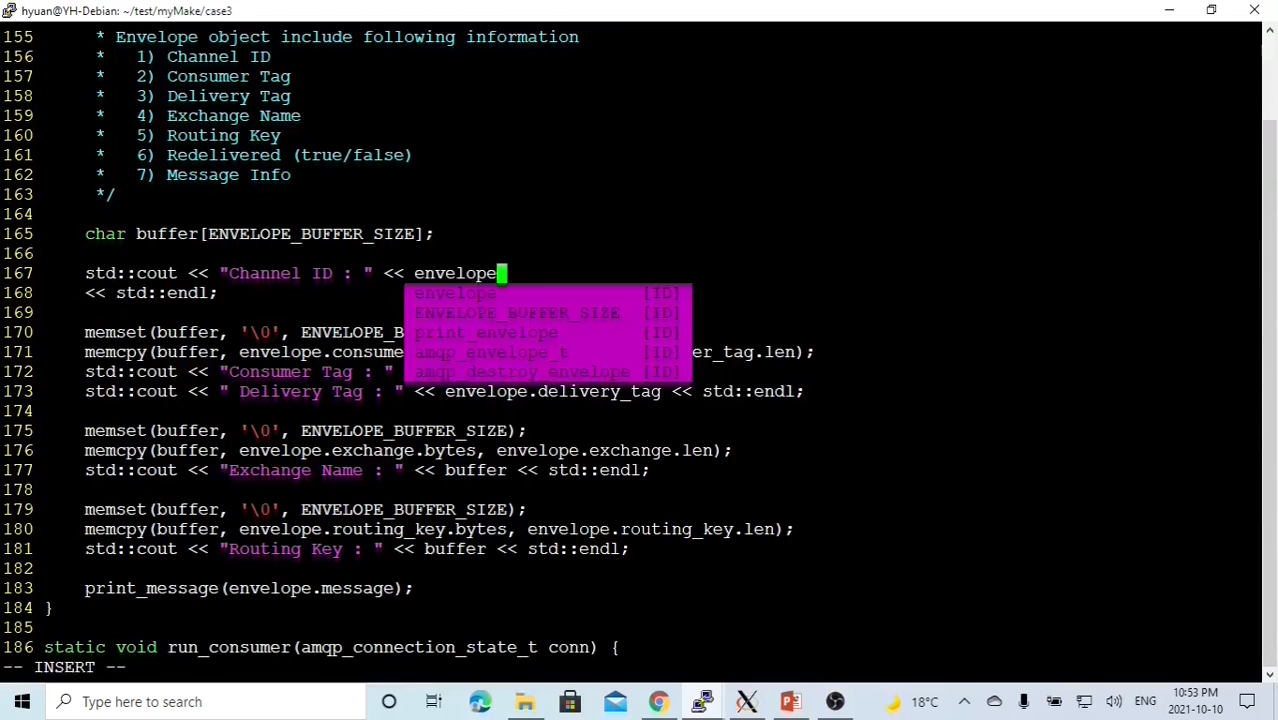 hyuan@YH-Debian: ~/test/myMake/case3
155 * Envelope object include following information
156 * 1) Channel ID
157 * 2) Consumer Tag
158 * 3) Delivery Tag
159 * 4) Exchange Name
160 * 5) Routing Key
161 * 6) Redelivered (true/false)
162 * 7) Message Info
163 */
164
165 char buffer[ENVELOPE_BUFFER_SIZE];
166
167 std::cout << "Channel ID : " << envelope
168 << std::endl;
envelope [ID]
169
ENVELOPE_BUFFER_SIZE [ID]
170 memset(buffer, '\0', ENVELOPE_B
print_envelope [ID]
171 memcpy(buffer, envelope.consume
amqp_envelope_t [ID]
er_tag.len);
172 std::cout << "Consumer Tag : "
amqp_destroy_envelope [ID]
173 std::cout << " Delivery Tag : " << envelope.delivery_tag << std::endl;
174
175 memset(buffer, '\0', ENVELOPE_BUFFER_SIZE);
176 memcpy(buffer, envelope.exchange.bytes, envelope.exchange.len);
177 std::cout << "Exchange Name : " << buffer << std::endl;
178
179 memset(buffer, '\0', ENVELOPE_BUFFER_SIZE);
180 memcpy(buffer, envelope.routing_key.bytes, envelope.routing_key.len);
181 std::cout << "Routing Key : " << buffer << std::endl;
182
183 print_message(envelope.message);
184 }
185
186 static void run_consumer(amqp_connection_state_t conn) {
-- INSERT --
Type here to search
18°C
ENG
10:53 PM
2021-10-10